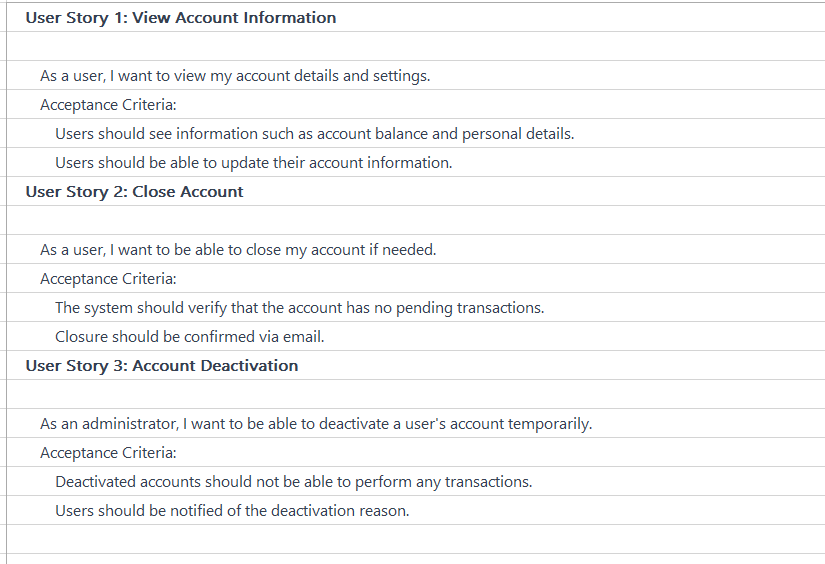 User Story 1: View Account Information
As a user, I want to view my account details and settings.
Acceptance Criteria:
Users should see information such as account balance and personal details.
Users should be able to update their account information.
User Story 2: Close Account
As a user, I want to be able to close my account if needed.
Acceptance Criteria:
The system should verify that the account has no pending transactions.
Closure should be confirmed via email.
User Story 3: Account Deactivation
As an administrator, I want to be able to deactivate a user's account temporarily.
Acceptance Criteria:
Deactivated accounts should not be able to perform any transactions.
Users should be notified of the deactivation reason.